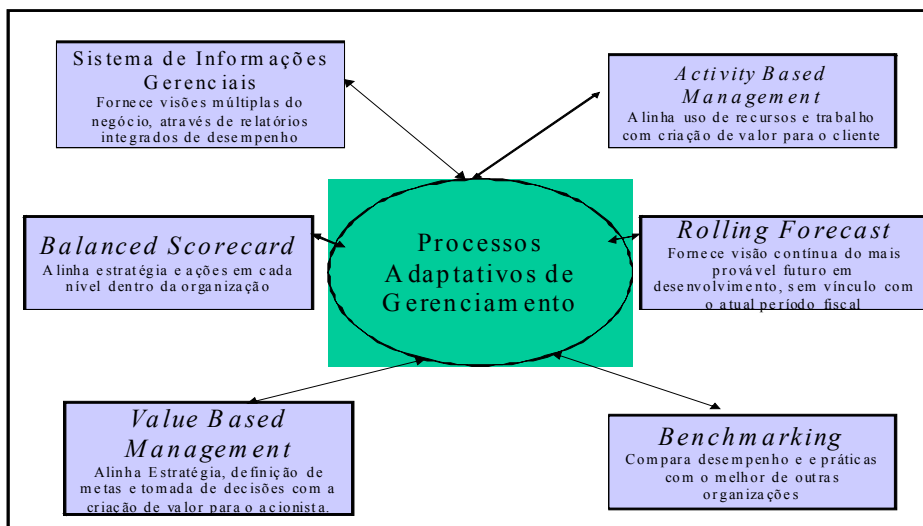 Sistema de Informações
Gerenciais
Fornece visões múltiplas do
negócio, através de relatórios
integrados de desempenho
Activity Based
Management
Alinha uso de recursos e trabalho
com criação de valor para o cliente
Balanced Scorecard
Alinha estratégia e ações em cada
nível dentro da organização
Processos
Adaptativos de
Gerenciamento
Rolling Forecast
Fornece visão contínua do mais
provável futuro em
desenvolvimento, sem vínculo com
o atual período fiscal
Value Based
Management
Alinha Estratégia, definição de
metas e tomada de decisões com a
criação de valor para o acionista.
Benchmarking
Compara desempenho e e práticas
com o melhor de outras
organizações